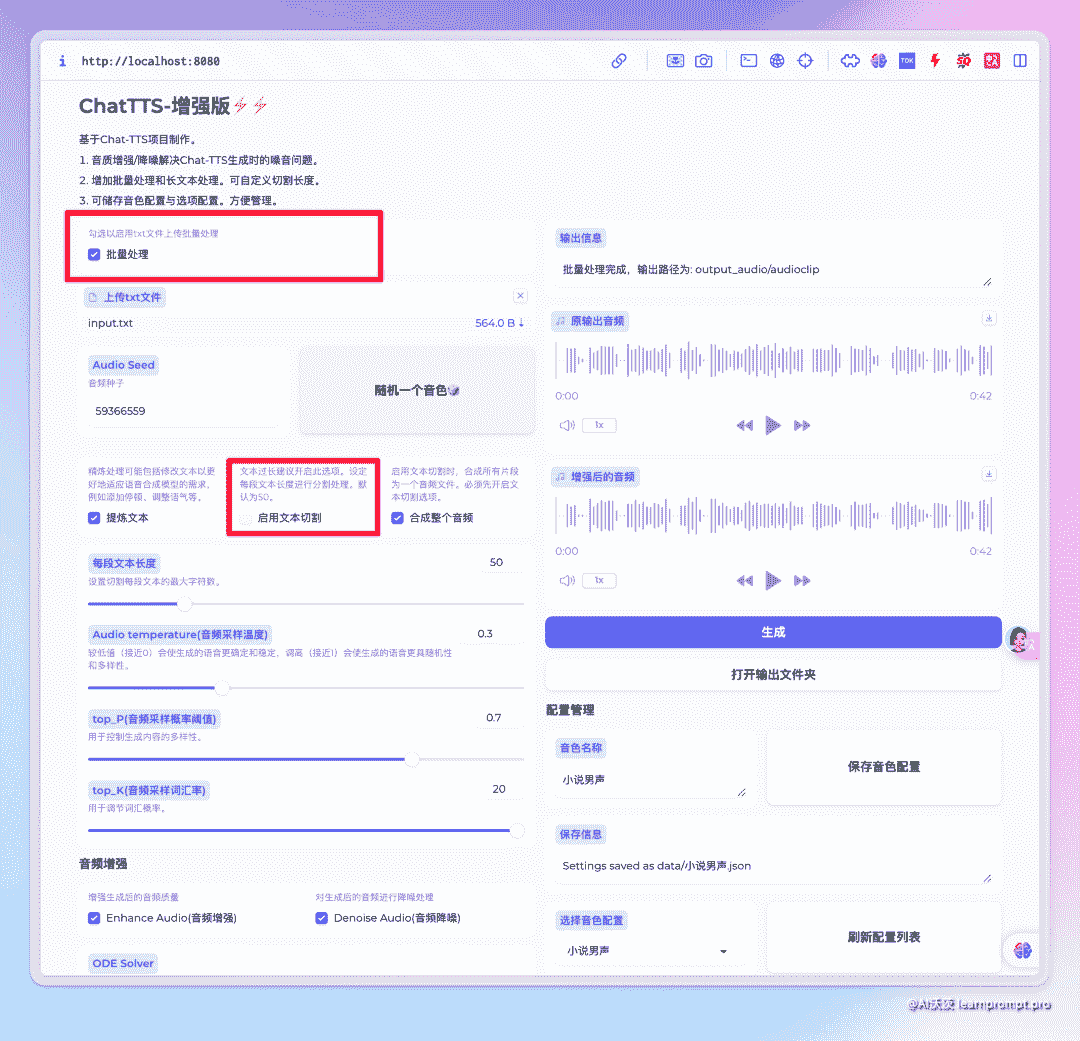 http://localhost:8080
TDK
ChatTTS-增强版
基于Chat-TTS项目制作。
1. 音质增强/降噪解决Chat-TTS生成时的噪音问题。
2. 增加批量处理和长文本处理。可自定义切割长度。
3. 可储存音色配置与选项配置。方便管理。
勾选以启用txt文件上传批量处理
批量处理
上传txt文件
input.txt
564.0 B ↓
Audio Seed
音频种子
59366559
随机一个音色
精炼处理可能包括修改文本以更
好地适应语音合成模型的需求,
例如添加停顿、调整语气等。
提炼文本
文本过长建议开启此选项。设定
每段文本长度进行分割处理。默
认为50。
启用文本切割
启用文本切割时,合成所有片段
为一个音频文件。必须先开启文
本切割选项。
合成整个音频
每段文本长度
50
设置切割每段文本的最大字符数。
Audio temperature(音频采样温度)
0.3
较低值(接近0)会使生成的语音更确定和稳定,调高(接近1)会使生成的语音更具随机性
和多样性。
top_P(音频采样概率阈值)
0.7
用于控制生成内容的多样性。
top_K(音频采样词汇率)
20
用于调节词汇概率。
音频增强
增强生成后的音频质量
Enhance Audio(音频增强)
对生成后的音频进行降噪处理
Denoise Audio(音频降噪)
ODE Solver
输出信息
批量处理完成,输出路径为: output_audio/audioclip
原输出音频
0:00
0:42
1x
增强后的音频
0:00
0:42
1x
生成
打开输出文件夹
配置管理
音色名称
小说男声
保存音色配置
保存信息
Settings saved as data/小说男声.json
选择音色配置
小说男声
刷新配置列表
learnprompt.pro